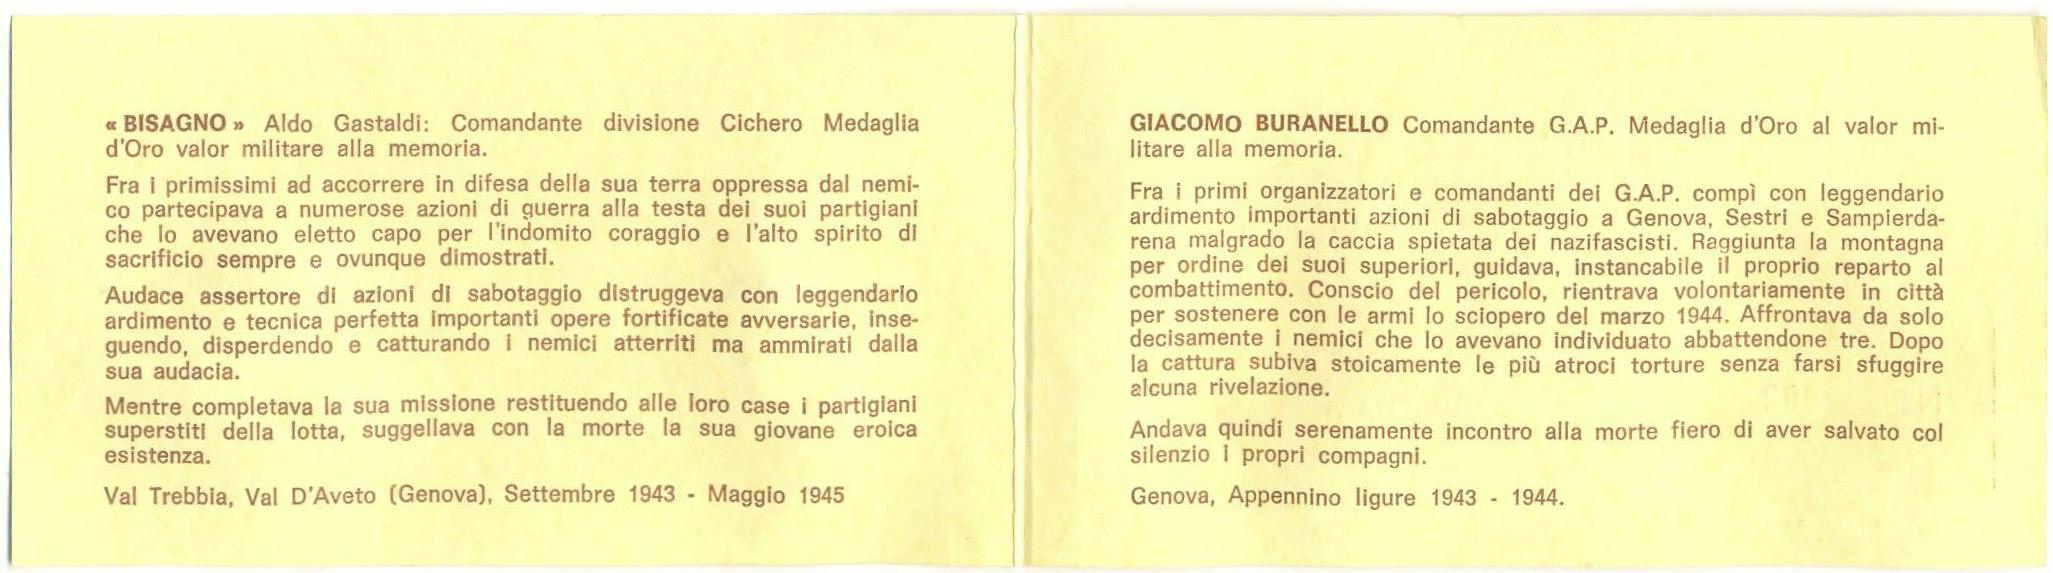 « BISAGNO » Aldo Gastaldi: Comandante divisione Cichero Medaglia
d'Oro valor militare alla memoria.
Fra i primissimi ad accorrere in difesa della sua terra oppressa dal nemi-
co partecipava a numerose azioni di guerra alla testa dei suoi partigiani
che lo avevano eletto capo per l'indomito coraggio e l'alto spirito di
sacrificio sempre e ovunque dimostrati.
Audace assertore di azioni di sabotaggio distruggeva con leggendario
ardimento e tecnica perfetta importanti opere fortificate avversarie, inse-
guendo, disperdendo e catturando i nemici atterriti ma ammirati dalla
sua audacia.
Mentre completava la sua missione restituendo alle loro case i partigiani
superstiti della lotta, suggellava con la morte la sua giovane eroica
esistenza.
Val Trebbia, Val D'Aveto (Genova), Settembre 1943 - Maggio 1945
GIACOMO BURANELLO Comandante G.A.P. Medaglia d'Oro al valor mi-
litare alla memoria.
Fra i primi organizzatori e comandanti dei G.A.P. compì con leggendario
ardimento importanti azioni di sabotaggio a Genova, Sestri e Sampierda-
rena malgrado la caccia spietata dei nazifascisti. Raggiunta la montagna
per ordine dei suoi superiori, guidava, instancabile il proprio reparto al
combattimento. Conscio del pericolo, rientrava volontariamente in città
per sostenere con le armi lo sciopero del marzo 1944. Affrontava da solo
decisamente i nemici che lo avevano individuato abbattendone tre. Dopo
la cattura subiva stoicamente le più atroci torture senza farsi sfuggire
alcuna rivelazione.
Andava quindi serenamente incontro alla morte fiero di aver salvato col
silenzio i propri compagni.
Genova, Appennino ligure 1943 - 1944.